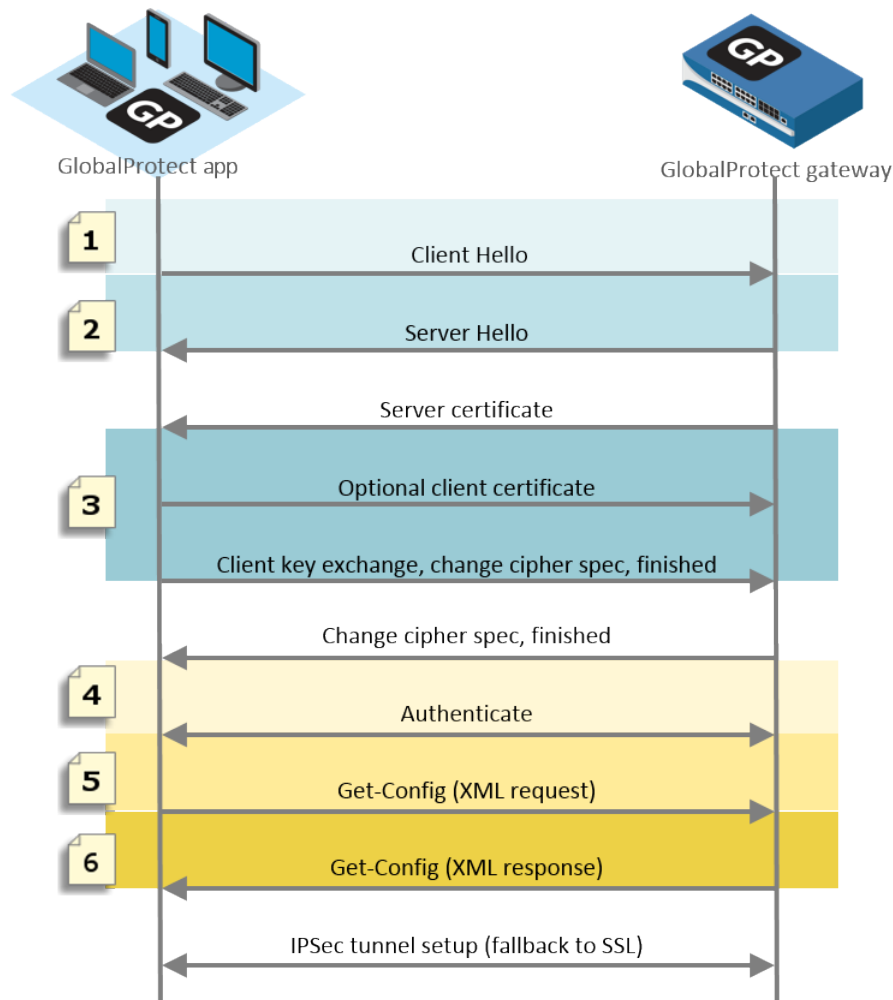 GP
GP
GlobalProtect app
GlobalProtect gateway
1
Client Hello
2
Server Hello
Server certificate
3
Optional client certificate
Client key exchange, change cipher spec, finished
Change cipher spec, finished
4
Authenticate
5
Get-Config (XML request)
6
Get-Config (XML response)
IPSec tunnel setup (fallback to SSL)